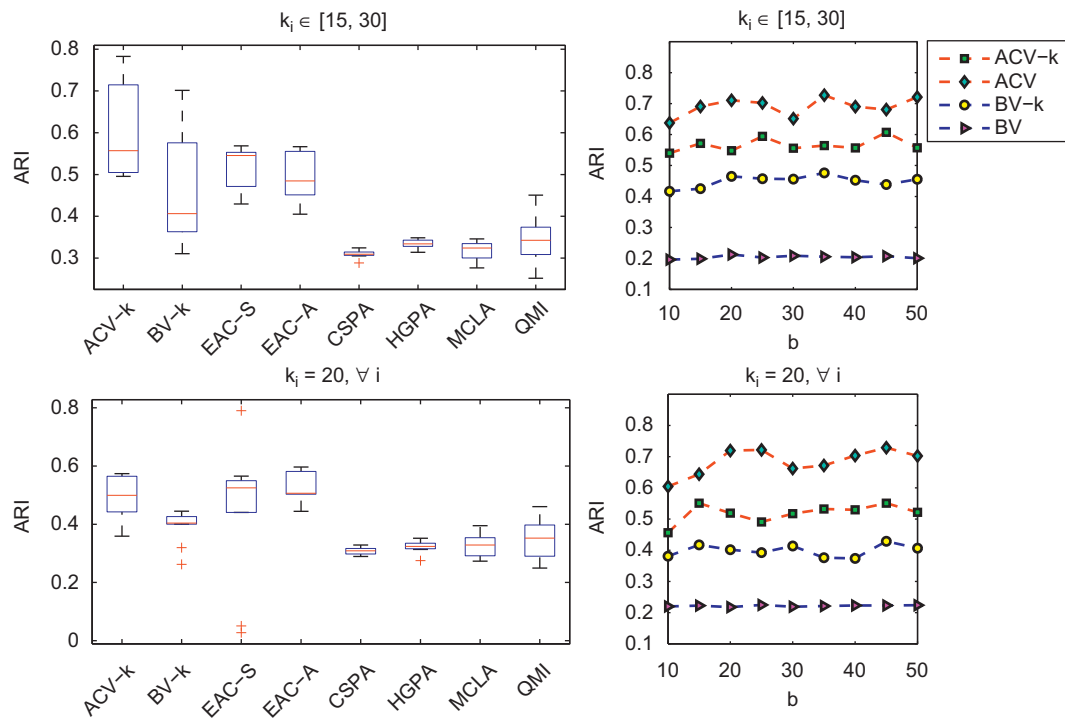 k_i ∈ [15, 30]
ARI
0.8
0.7
0.6
0.5
0.4
0.3
ACV−k
BV−k
EAC−S
EAC−A
CSPA
HGPA
MCLA
QMI
k_i ∈ [15, 30]
ARI
0.8
0.7
0.6
0.5
0.4
0.3
0.2
0.1
10 20 30 40 50
b
ACV−k
ACV
BV−k
BV
k_i = 20, ∀ i
ARI
0.8
0.6
0.4
0.2
0
ACV−k
BV−k
EAC−S
EAC−A
CSPA
HGPA
MCLA
QMI
k_i = 20, ∀ i
ARI
0.8
0.7
0.6
0.5
0.4
0.3
0.2
0.1
10 20 30 40 50
b